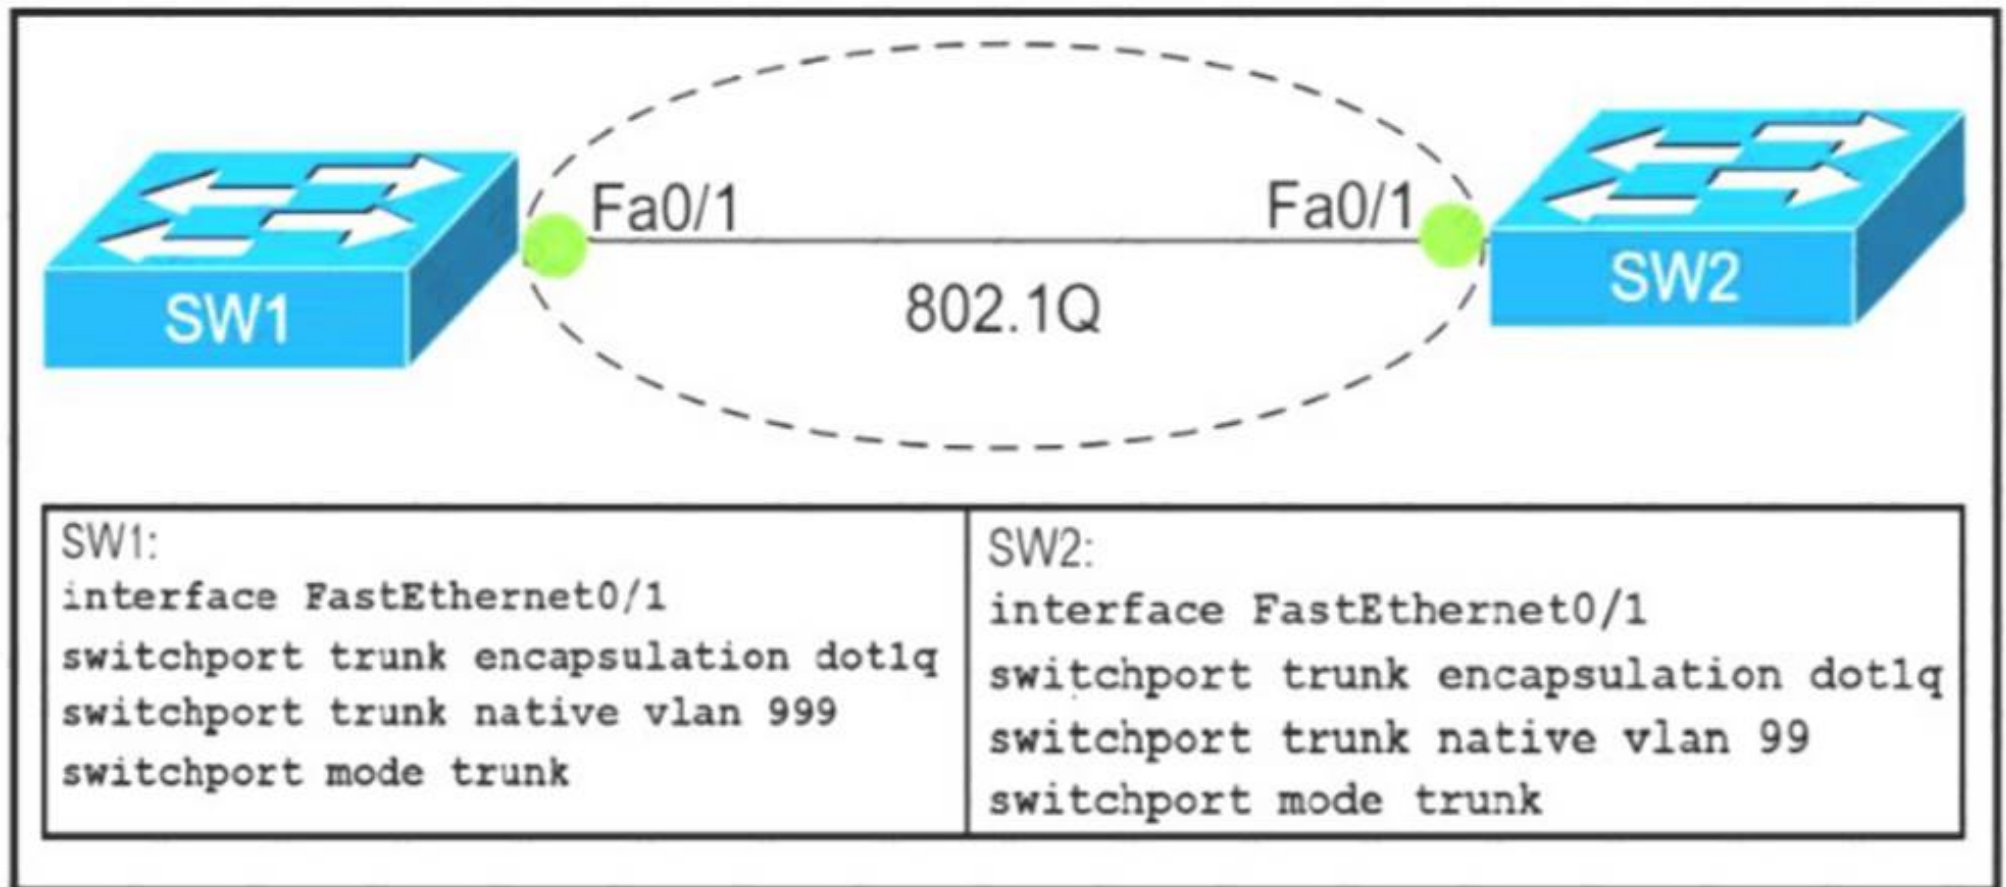 Fa0/1
Fa0/1
SW1
802.1Q
SW2
SW1:
interface FastEthernet0/1
switchport trunk encapsulation dot1q
switchport trunk native vlan 999
switchport mode trunk
SW2:
interface FastEthernet0/1
switchport trunk encapsulation dot1q
switchport trunk native vlan 99
switchport mode trunk